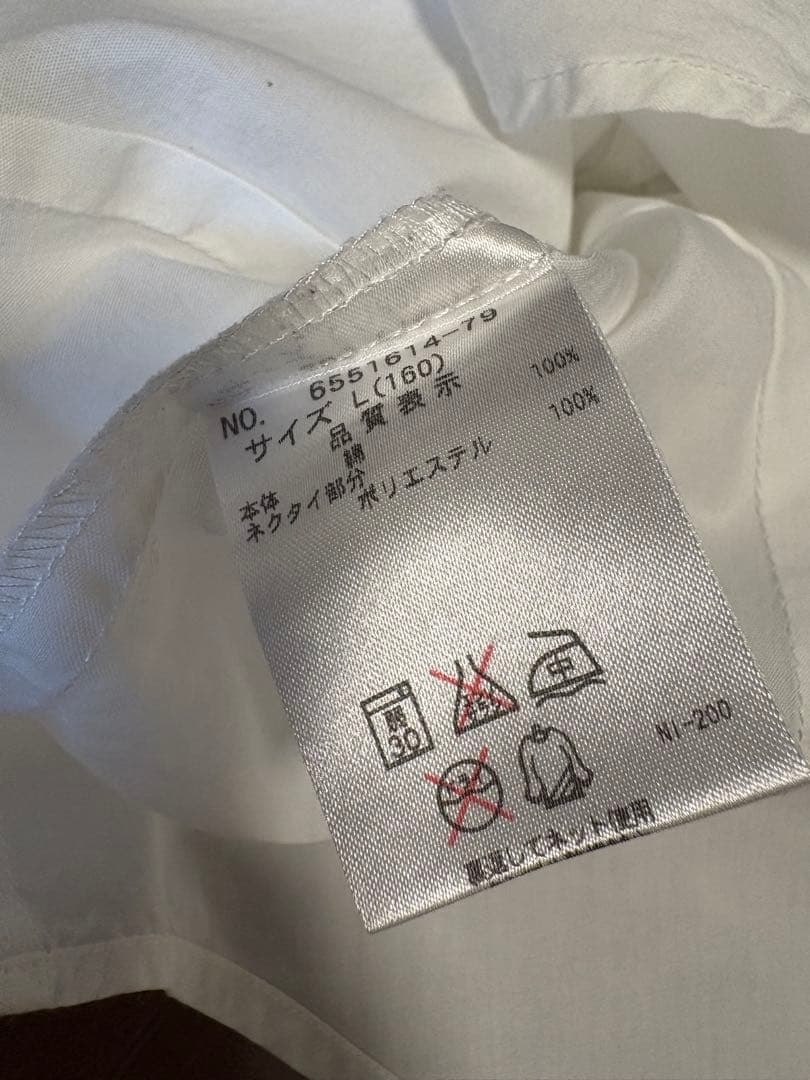 NO. 6551614-79
サイズ L(160)
品質表示
本体 綿 100%
ネクタイ部分 ポリエステル 100%
弱
30
中
NI-200
裏返してネット使用